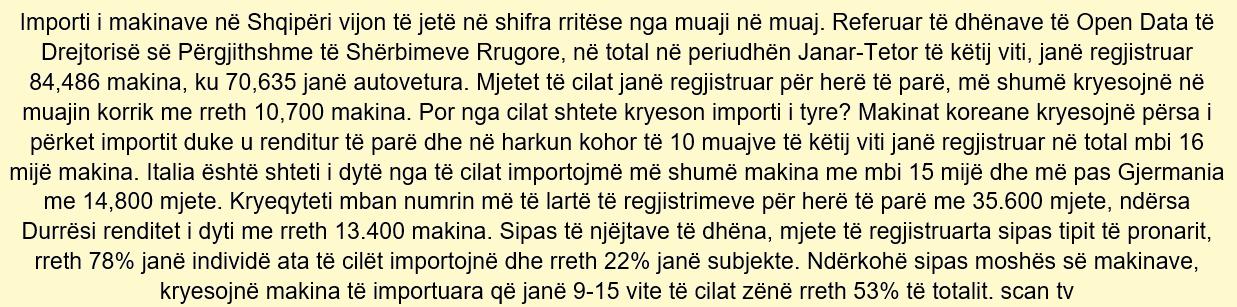 Importi i makinave në Shqipëri vijon të jetë në shifra rritëse nga muaji në muaj. Referuar të dhënave të Open Data të
Drejtorisë së Përgjithshme të Shërbimeve Rrugore, në total në periudhën Janar-Tetor të këtij viti, janë regjistruar
84,486 makina, ku 70,635 janë autovetura. Mjetet të cilat janë regjistruar për herë të parë, më shumë kryesojnë në
muajin korrik me rreth 10,700 makina. Por nga cilat shtete kryeson importi i tyre? Makinat koreane kryesojnë përsa i
përket importit duke u renditur të parë dhe në harkun kohor të 10 muajve të këtij viti janë regjistruar në total mbi 16
mijë makina. Italia është shteti i dytë nga të cilat importojmë më shumë makina me mbi 15 mijë dhe më pas Gjermania
me 14,800 mjete. Kryeqyteti mban numrin më të lartë të regjistrimeve për herë të parë me 35.600 mjete, ndërsa
Durrësi renditet i dyti me rreth 13.400 makina. Sipas të njëjtave të dhëna, mjete të regjistruarta sipas tipit të pronarit,
rreth 78% janë individë ata të cilët importojnë dhe rreth 22% janë subjekte. Ndërkohë sipas moshës së makinave,
kryesojnë makina të importuara që janë 9-15 vite të cilat zënë rreth 53% të totalit. scan tv